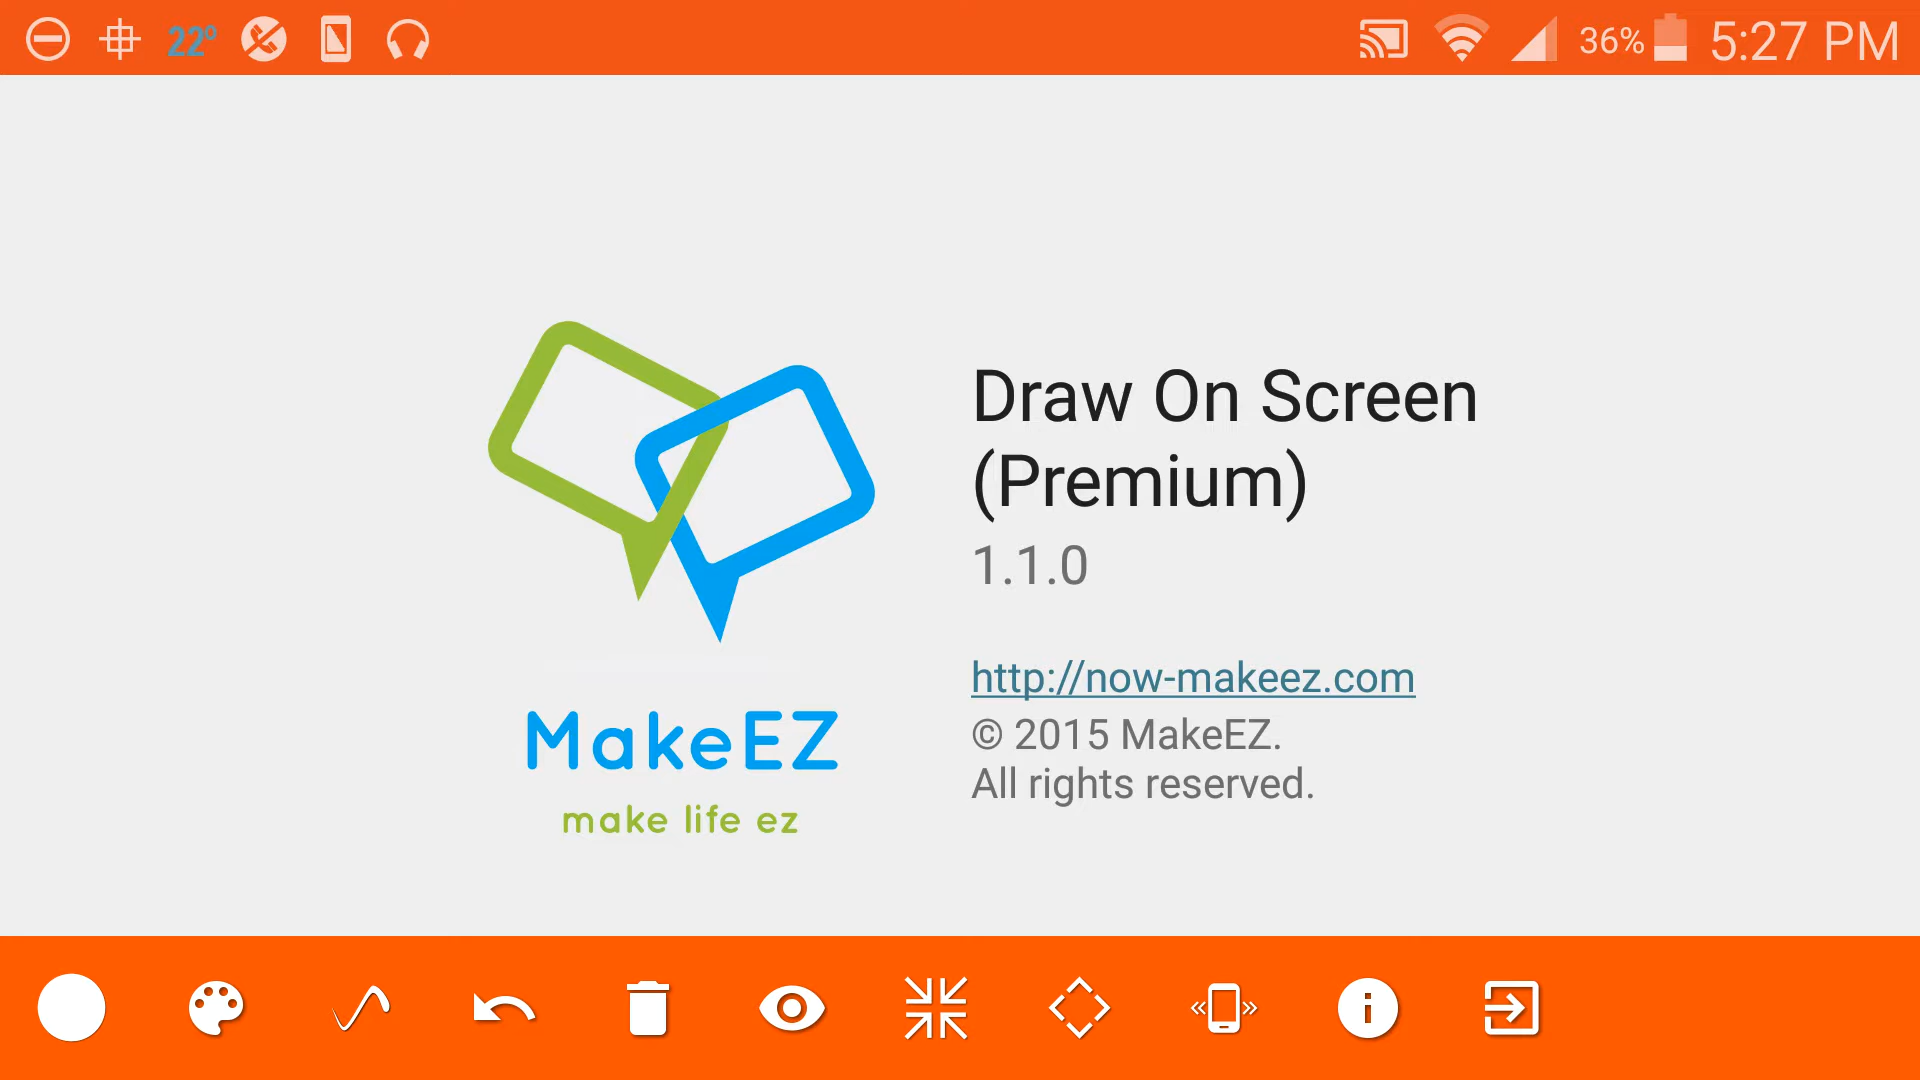 22° 36% 5:27 PM
Draw On Screen
(Premium)
1.1.0
http://now-makeez.com
© 2015 MakeEZ.
All rights reserved.
MakeEZ
make life ez